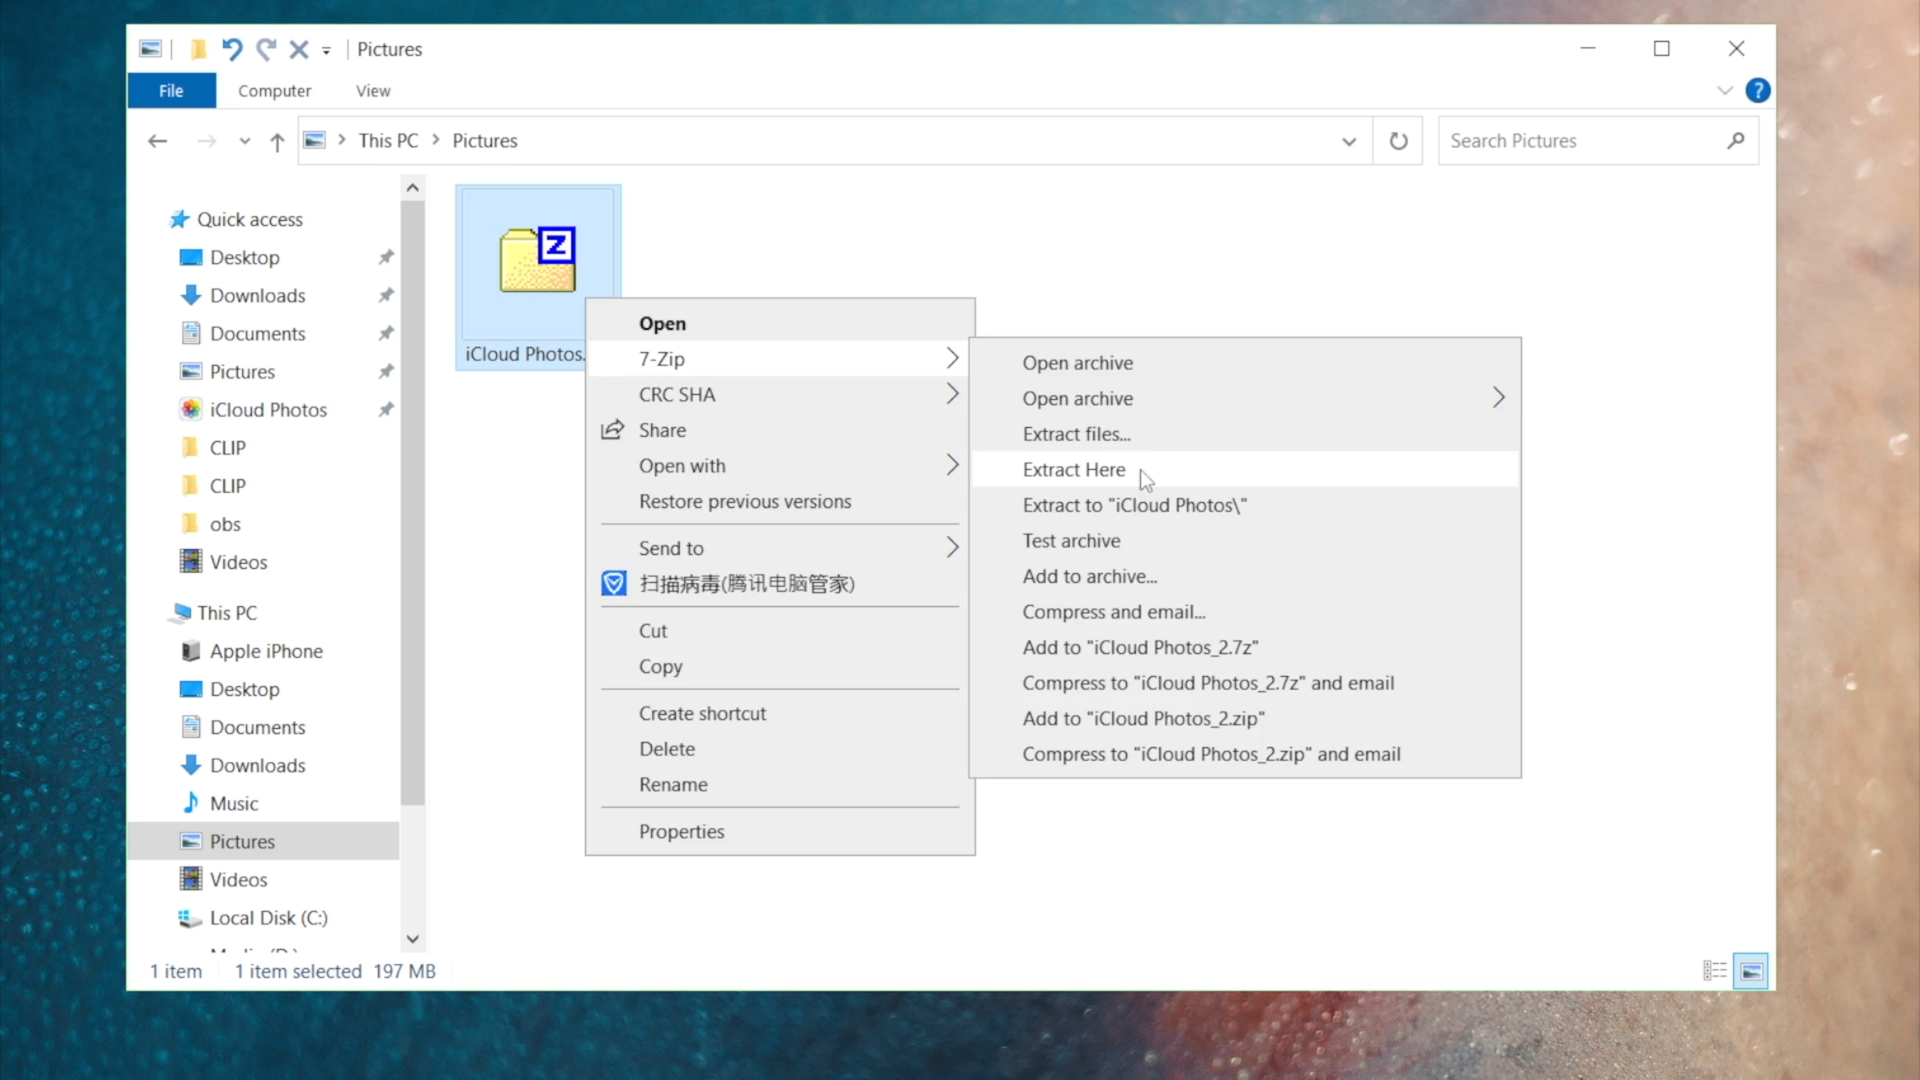 Pictures
File
Computer
View
?
This PC
Pictures
Search Pictures
Quick access
Desktop
Downloads
Documents
Pictures
iCloud Photos
CLIP
CLIP
obs
Videos
This PC
Apple iPhone
Desktop
Documents
Downloads
Music
Pictures
Videos
Local Disk (C:)
Z
iCloud Photos.
Open
7-Zip
CRC SHA
Share
Open with
Restore previous versions
Send to
扫描病毒(腾讯电脑管家)
Cut
Copy
Create shortcut
Delete
Rename
Properties
Open archive
Open archive
Extract files...
Extract Here
Extract to "iCloud Photos\"
Test archive
Add to archive...
Compress and email...
Add to "iCloud Photos_2.7z"
Compress to "iCloud Photos_2.7z" and email
Add to "iCloud Photos_2.zip"
Compress to "iCloud Photos_2.zip" and email
1 item
1 item selected 197 MB